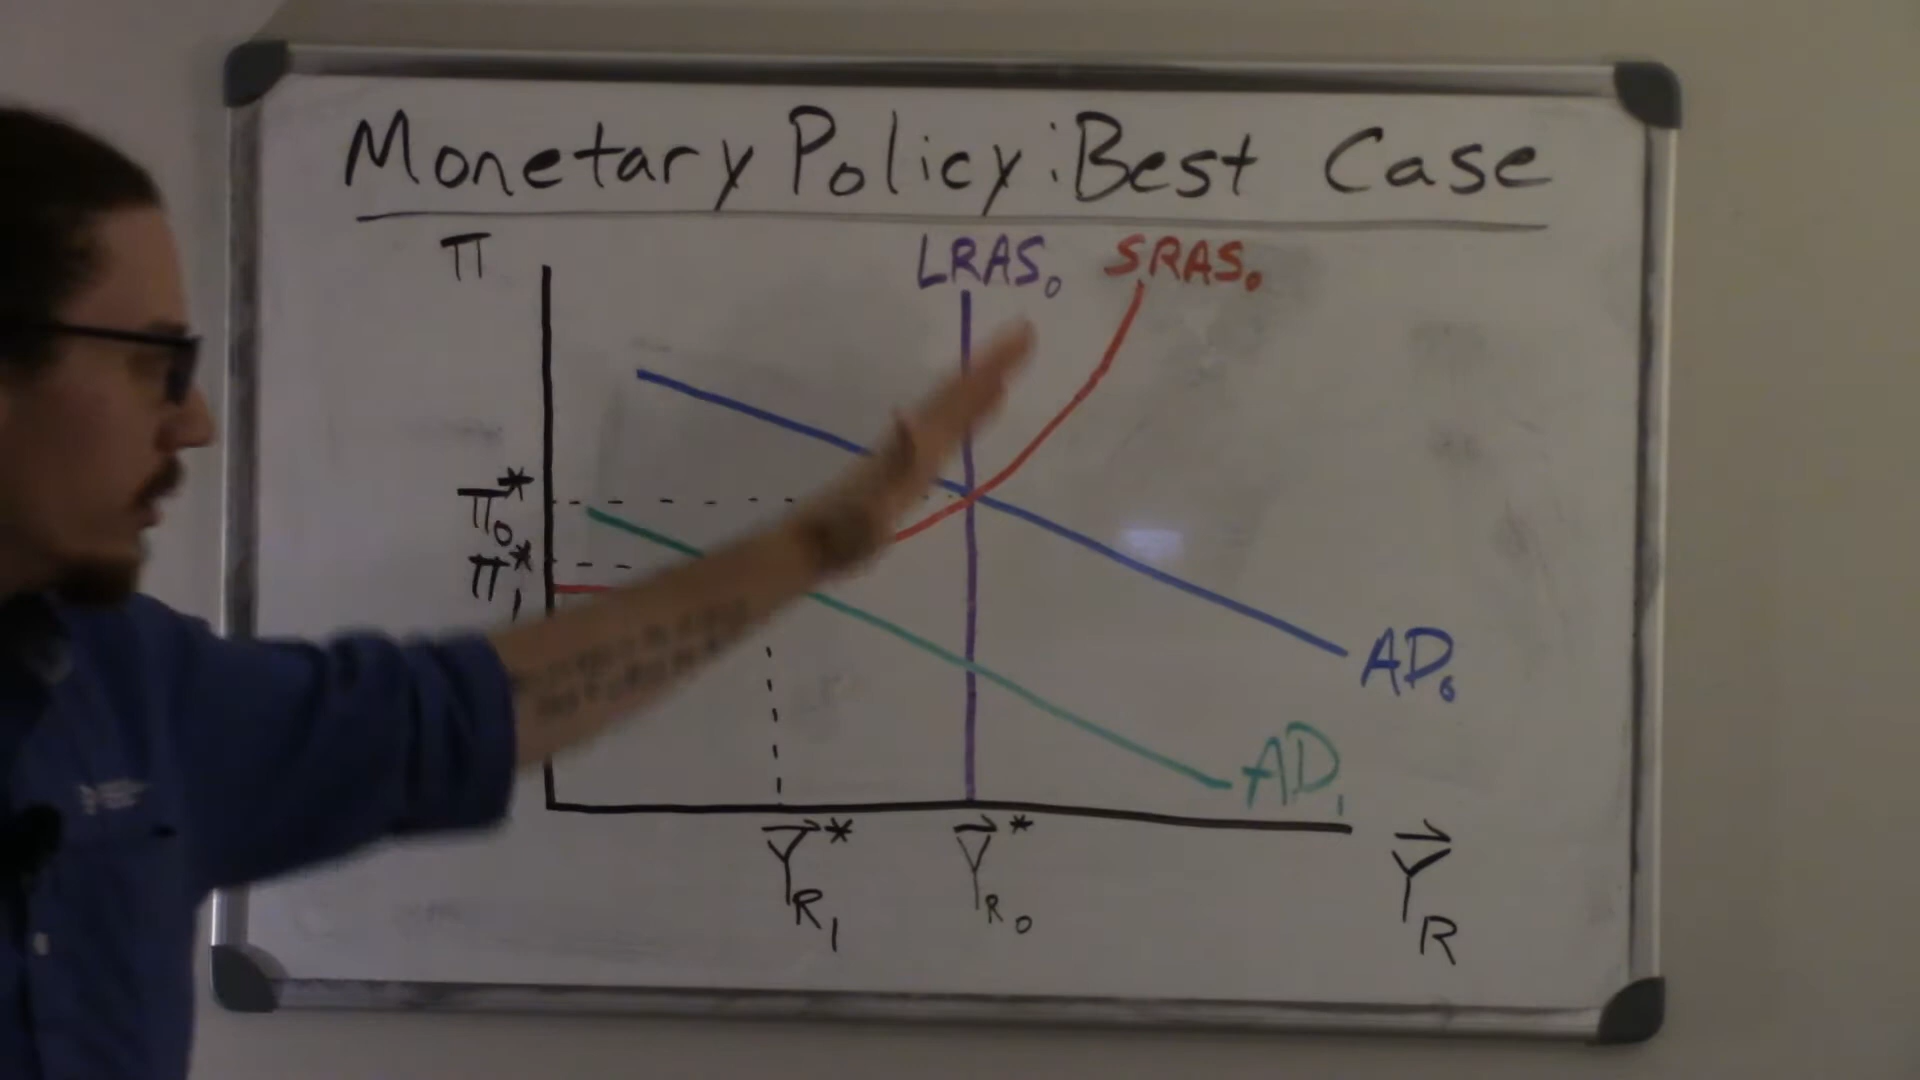 Monetary Policy: Best Case
π
LRAS₀ SRAS₀
π₀*
π₁*
AD₀
AD₁
Y⃗*R₁ Y⃗*R₀ Y⃗R